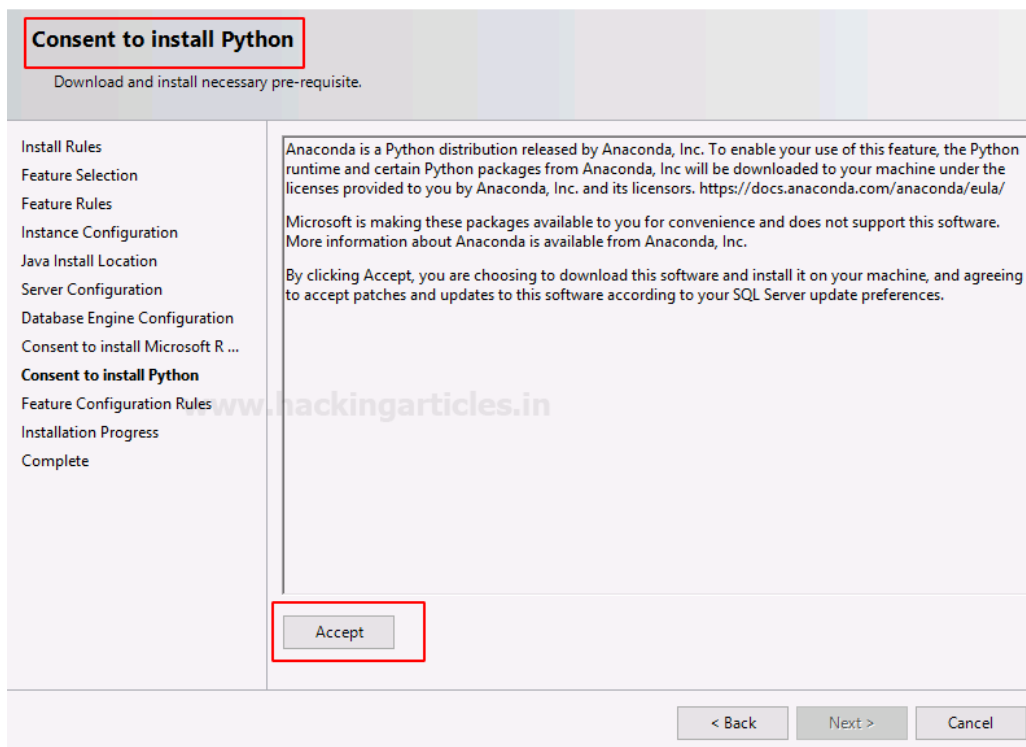 Consent to install Python
Download and install necessary pre-requisite.
Install Rules
Feature Selection
Feature Rules
Instance Configuration
Java Install Location
Server Configuration
Database Engine Configuration
Consent to install Microsoft R ...
Consent to install Python
Feature Configuration Rules
Installation Progress
Complete
Anaconda is a Python distribution released by Anaconda, Inc. To enable your use of this feature, the Python
runtime and certain Python packages from Anaconda, Inc will be downloaded to your machine under the
licenses provided to you by Anaconda, Inc. and its licensors. https://docs.anaconda.com/anaconda/eula/
Microsoft is making these packages available to you for convenience and does not support this software.
More information about Anaconda is available from Anaconda, Inc.
By clicking Accept, you are choosing to download this software and install it on your machine, and agreeing
to accept patches and updates to this software according to your SQL Server update preferences.
www.hackingarticles.in
Accept
< Back
Next >
Cancel